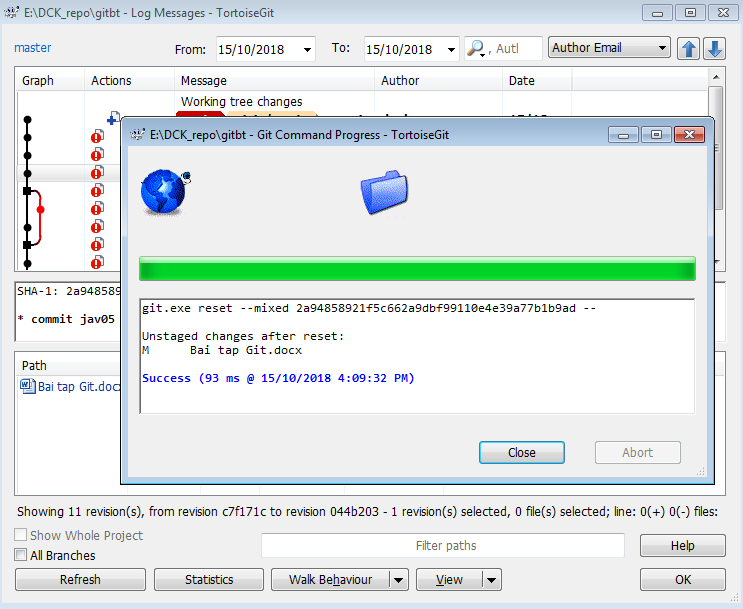 E:\DCK_repo\gitbt - Log Messages - TortoiseGit
master
From: 15/10/2018 To: 15/10/2018 , Autl Author Email
Graph Actions Message Author Date
Working tree changes
E:\DCK_repo\gitbt - Git Command Progress - TortoiseGit
git.exe reset --mixed 2a94858921f5c662a9dbf99110e4e39a77b1b9ad --
Unstaged changes after reset:
M Bai tap Git.docx
Success (93 ms @ 15/10/2018 4:09:32 PM)
Close Abort
SHA-1: 2a948589
* commit jav05
Path
Bai tap Git.docx
Showing 11 revision(s), from revision c7f171c to revision 044b203 - 1 revision(s) selected, 0 file(s) selected; line: 0(+) 0(-) files:
Show Whole Project
All Branches
Filter paths
Help
Refresh Statistics Walk Behaviour View OK